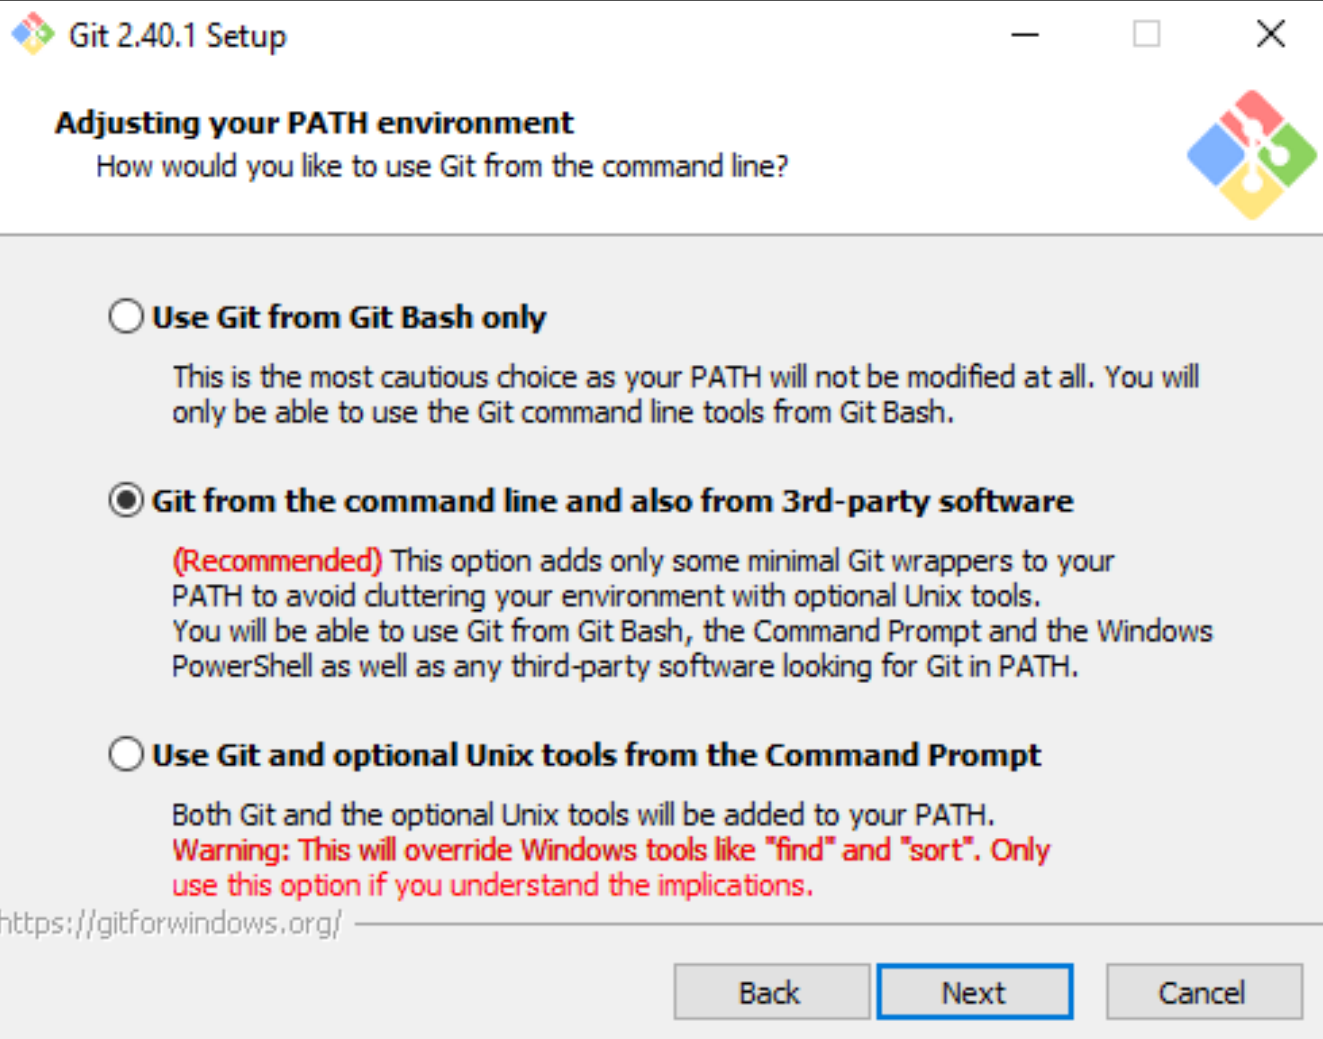 Git 2.40.1 Setup
Adjusting your PATH environment
How would you like to use Git from the command line?
Use Git from Git Bash only
This is the most cautious choice as your PATH will not be modified at all. You will
only be able to use the Git command line tools from Git Bash.
Git from the command line and also from 3rd-party software
(Recommended) This option adds only some minimal Git wrappers to your
PATH to avoid cluttering your environment with optional Unix tools.
You will be able to use Git from Git Bash, the Command Prompt and the Windows
PowerShell as well as any third-party software looking for Git in PATH.
Use Git and optional Unix tools from the Command Prompt
Both Git and the optional Unix tools will be added to your PATH.
Warning: This will override Windows tools like "find" and "sort". Only
use this option if you understand the implications.
https://gitforwindows.org/
Back Next Cancel